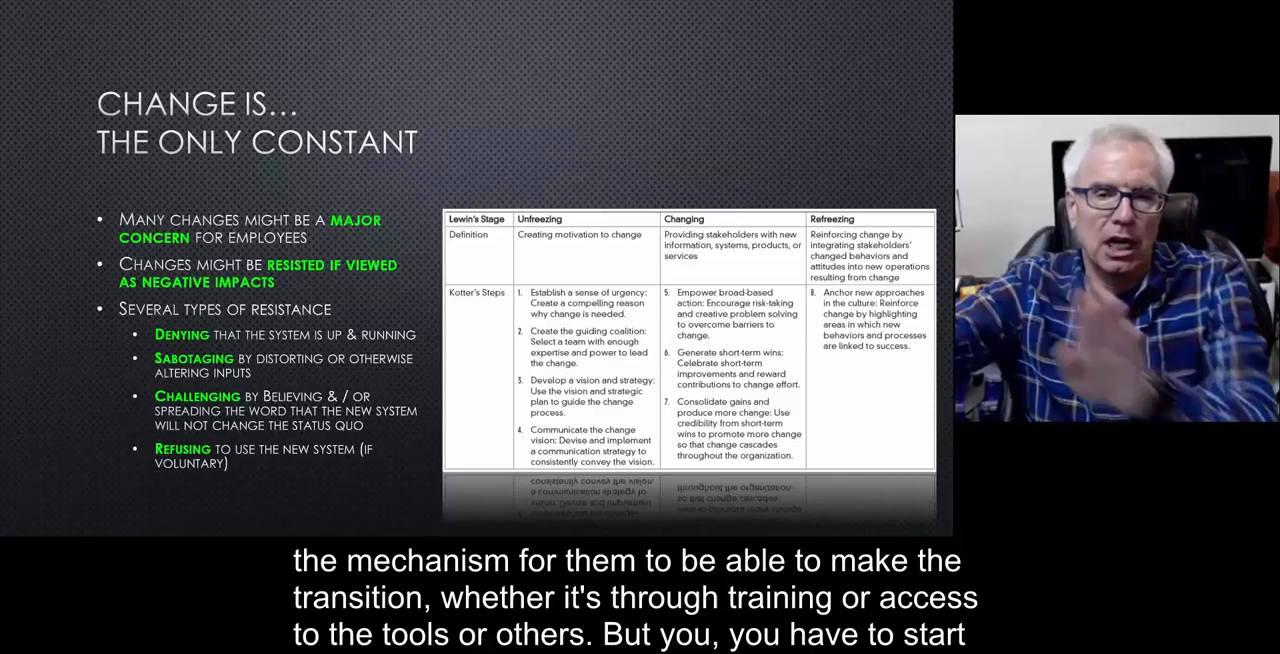 CHANGE IS...
THE ONLY CONSTANT
• MANY CHANGES MIGHT BE A MAJOR
CONCERN FOR EMPLOYEES
• CHANGES MIGHT BE RESISTED IF VIEWED
AS NEGATIVE IMPACTS
• SEVERAL TYPES OF RESISTANCE
• DENYING THAT THE SYSTEM IS UP & RUNNING
• SABOTAGING BY DISTORTING OR OTHERWISE
ALTERING INPUTS
• CHALLENGING BY BELIEVING & / OR
SPREADING THE WORD THAT THE NEW SYSTEM
WILL NOT CHANGE THE STATUS QUO
• REFUSING TO USE THE NEW SYSTEM (IF
VOLUNTARY)
Lewin's Stage
Unfreezing
Changing
Refreezing
Definition
Creating motivation to change
Providing stakeholders with new
information, systems, products, or
services
Reinforcing change by
integrating stakeholders'
changed behaviors and
attitudes into new operations
resulting from change
Kotter's Steps
1. Establish a sense of urgency:
Create a compelling reason
why change is needed.
2. Create the guiding coalition:
Select a team with enough
expertise and power to lead
the change.
3. Develop a vision and strategy:
Use the vision and strategic
plan to guide the change
process.
4. Communicate the change
vision: Devise and implement
a communication strategy to
consistently convey the vision.
5. Empower broad-based
action: Encourage risk-taking
and creative problem solving
to overcome barriers to
change.
6. Generate short-term wins:
Celebrate short-term
improvements and reward
contributions to change effort.
7. Consolidate gains and
produce more change: Use
credibility from short-term
wins to promote more change
so that change cascades
throughout the organization.
8. Anchor new approaches
in the culture: Reinforce
change by highlighting
areas in which new
behaviors and processes
are linked to success.
the mechanism for them to be able to make the
transition, whether it's through training or access
to the tools or others. But you, you have to start